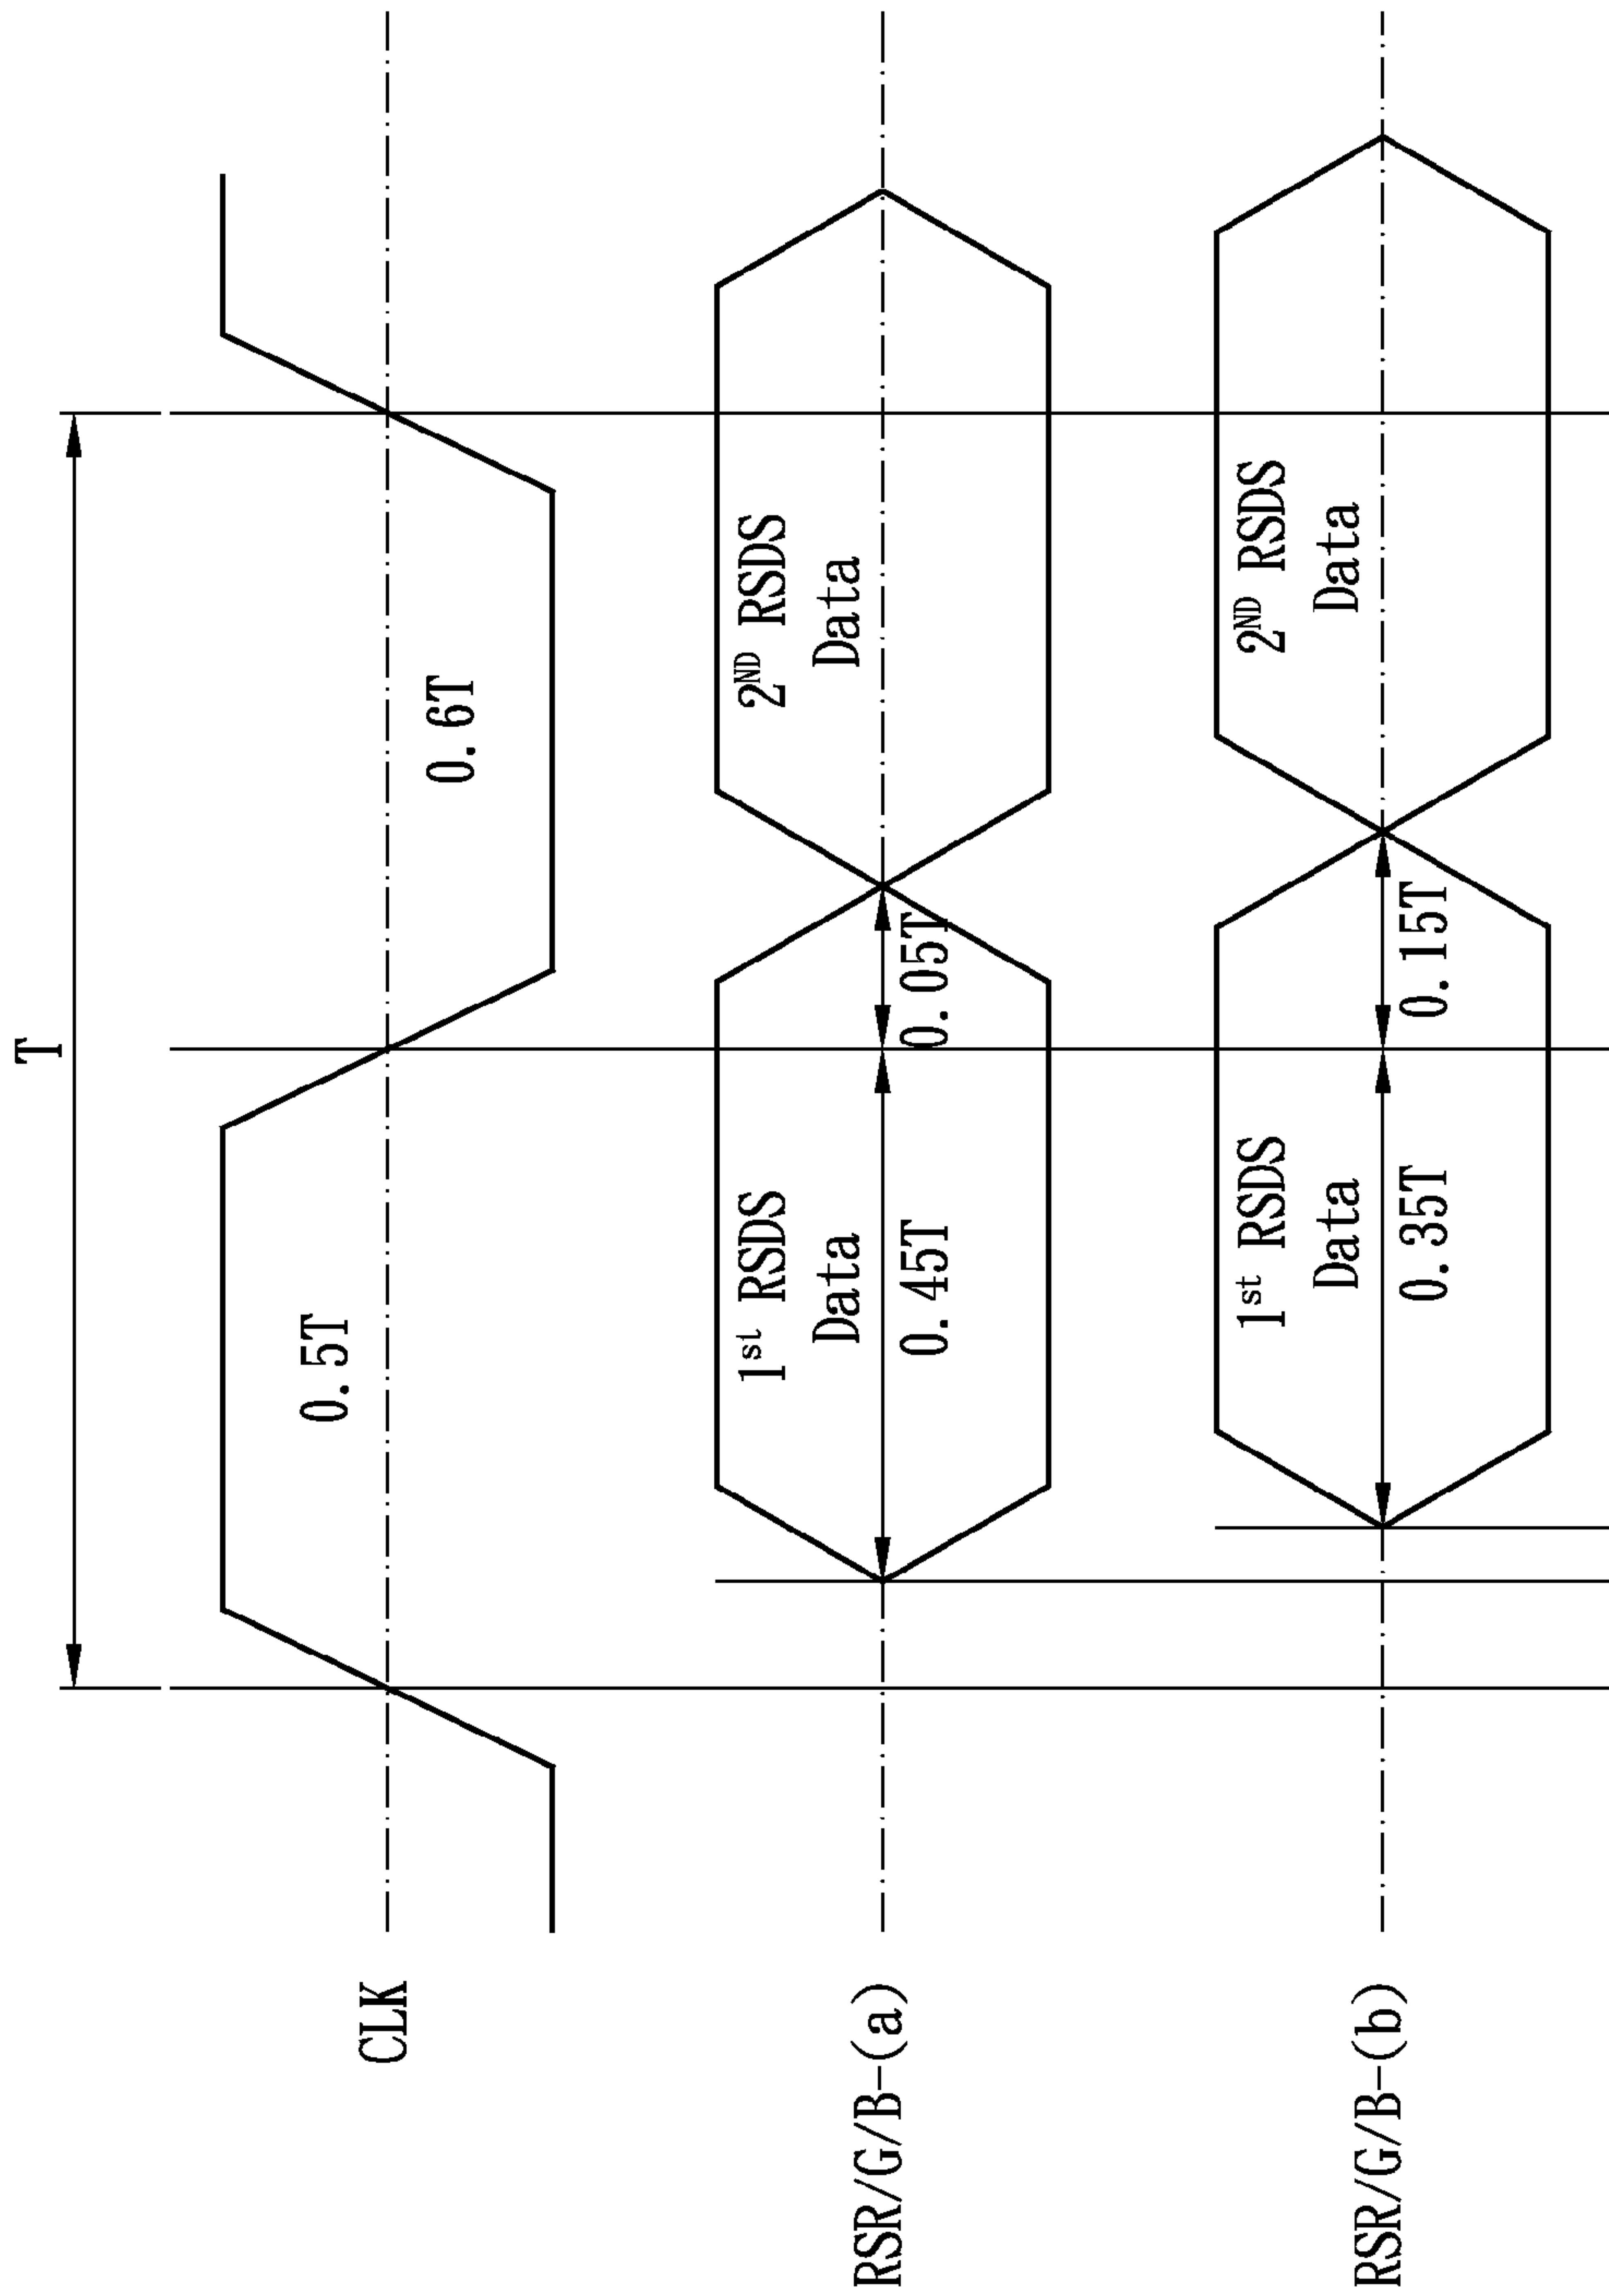 T
CLK
0.5T
0.6T
RSR/G/B-(a)
1st RSDS
Data
0.45T
0.05T
2ND RSDS
Data
RSR/G/B-(b)
1st RSDS
Data
0.35T
0.15T
2ND RSDS
Data